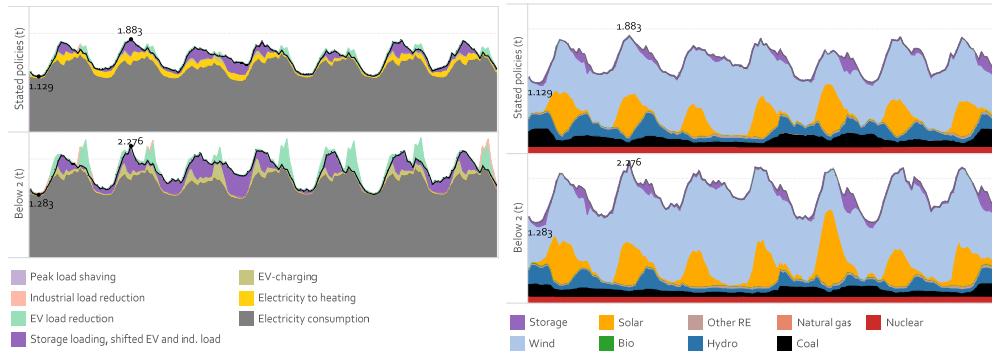 Stated policies (t)
1.883
1.129
Below 2 (t)
2.276
1.283
Peak load shaving
EV-charging
Industrial load reduction
Electricity to heating
EV load reduction
Electricity consumption
Storage loading, shifted EV and ind. load
Stated policies (t)
1.883
1.129
Below 2 (t)
2.276
1.283
Storage
Solar
Other RE
Natural gas
Nuclear
Wind
Bio
Hydro
Coal